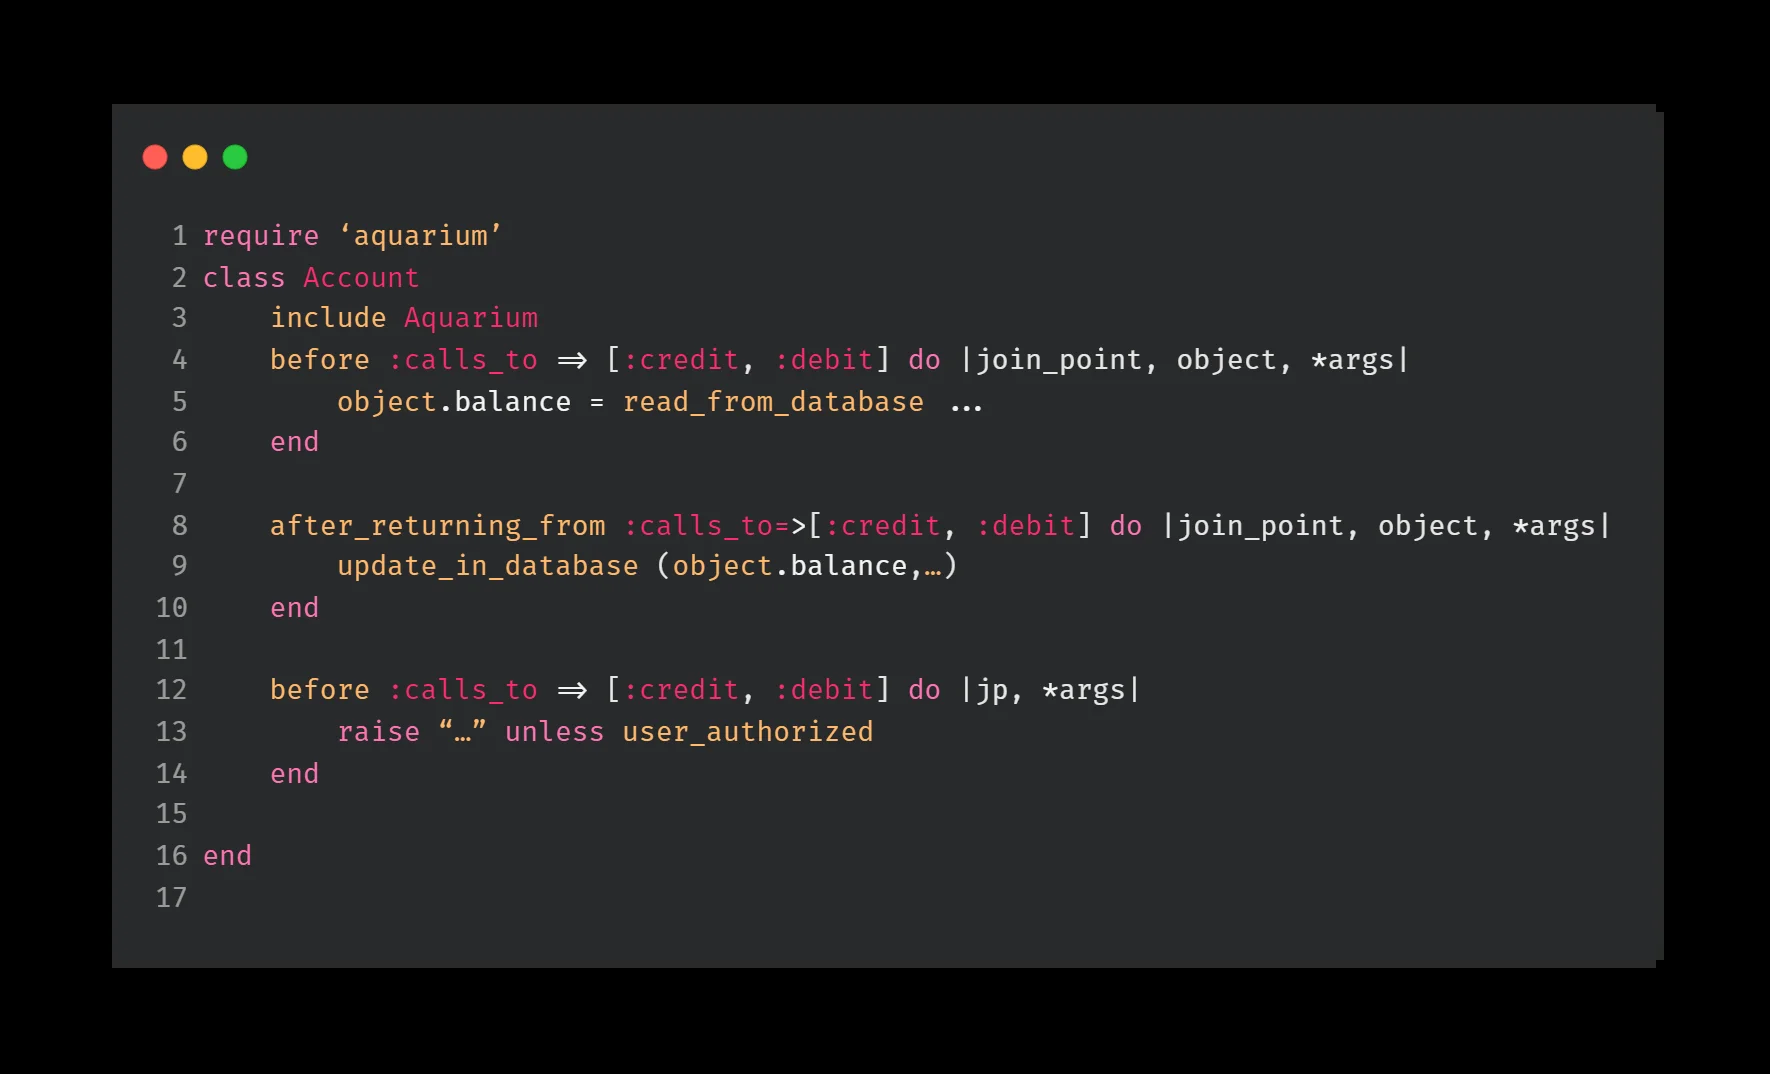 1 require ‘aquarium’
2 class Account
3     include Aquarium
4     before :calls_to => [:credit, :debit] do |join_point, object, *args|
5         object.balance = read_from_database ...
6     end
7
8     after_returning_from :calls_to=>[:credit, :debit] do |join_point, object, *args|
9         update_in_database (object.balance,…)
10     end
11
12     before :calls_to => [:credit, :debit] do |jp, *args|
13         raise “…” unless user_authorized
14     end
15
16 end
17